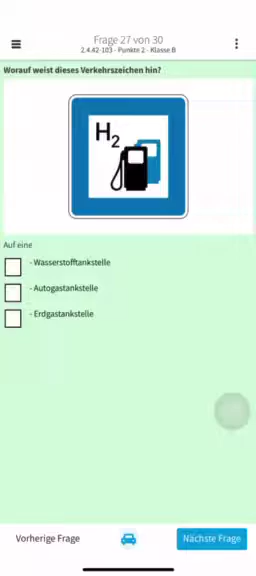 Frage 27 von 30
2.4.42-103 - Punkte 2 - Klasse B
Worauf weist dieses Verkehrszeichen hin?
H2
Auf eine
- Wasserstofftankstelle
- Autogastankstelle
- Erdgastankstelle
Vorherige Frage
Nächste Frage